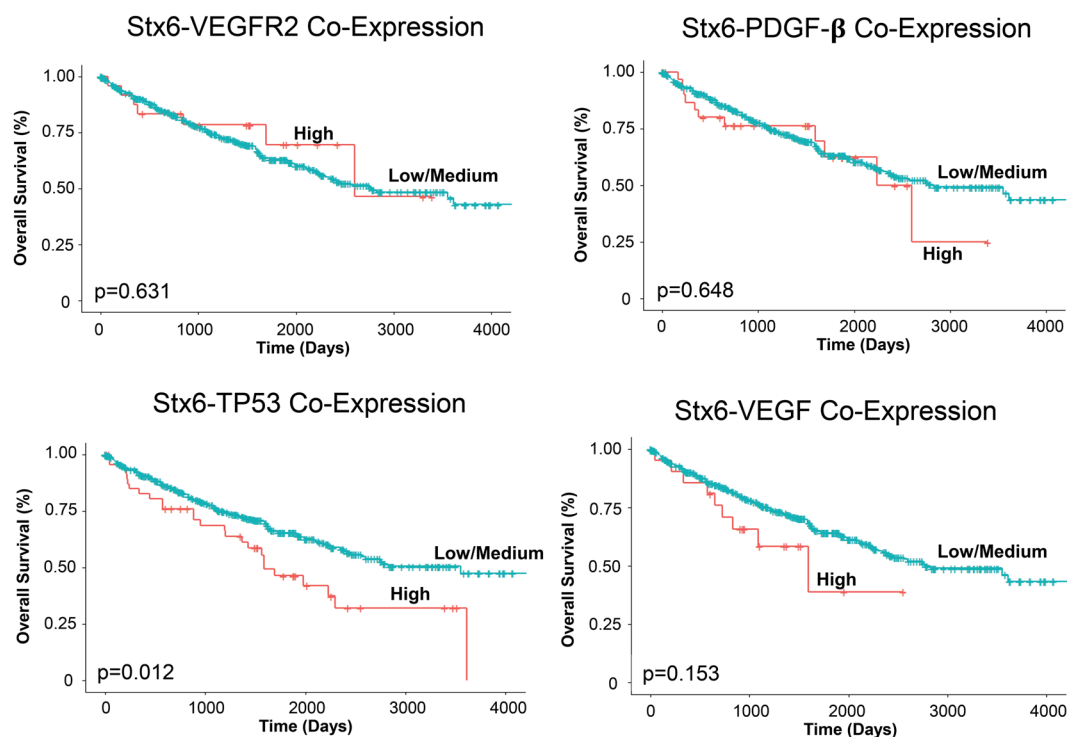 Stx6-VEGFR2 Co-Expression
Overall Survival (%)
1.00
0.75
0.50
0.25
0
High
Low/Medium
p=0.631
0 1000 2000 3000 4000
Time (Days)
Stx6-PDGF-β Co-Expression
Overall Survival (%)
1.00
0.75
0.50
0.25
0
Low/Medium
High
p=0.648
0 1000 2000 3000 4000
Time (Days)
Stx6-TP53 Co-Expression
Overall Survival (%)
1.00
0.75
0.50
0.25
0
Low/Medium
High
p=0.012
0 1000 2000 3000 4000
Time (Days)
Stx6-VEGF Co-Expression
Overall Survival (%)
1.00
0.75
0.50
0.25
0
Low/Medium
High
p=0.153
0 1000 2000 3000 4000
Time (Days)